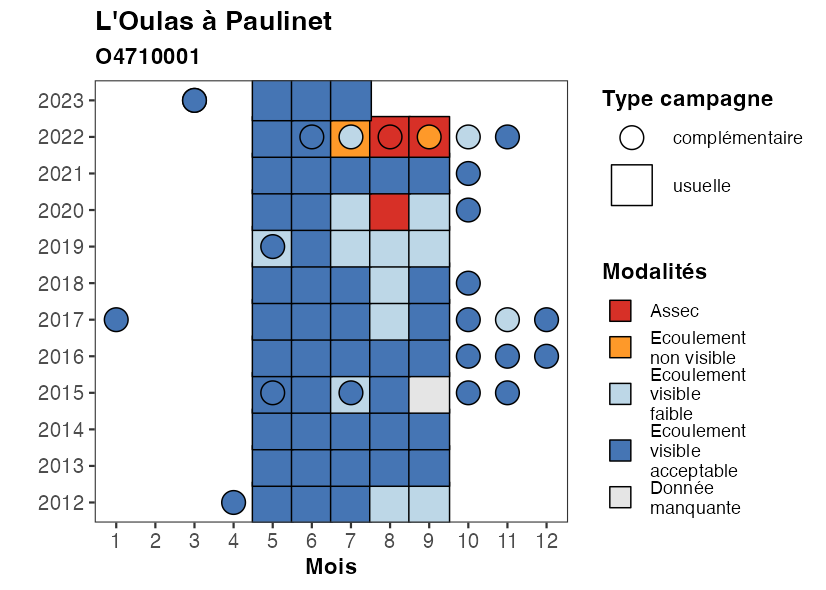 L'Oulas à Paulinet
O4710001
2023
2022
2021
2020
2019
2018
2017
2016
2015
2014
2013
2012
1 2 3 4 5 6 7 8 9 10 11 12
Mois
Type campagne
complémentaire
usuelle
Modalités
Assec
Ecoulement
non visible
Ecoulement
visible
faible
Ecoulement
visible
acceptable
Donnée
manquante